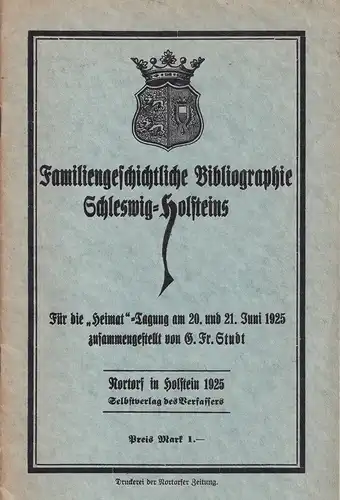 Familiengeschichtliche Bibliographie
Schleswig=Holsteins
Für die „Heimat“=Tagung am 20. und 21. Juni 1925
zusammengestellt von G. Fr. Studt
Nortorf in Holstein 1925
Selbstverlag des Verfassers
Preis Mark 1.—
Druckerei der Nortorfer Zeitung.